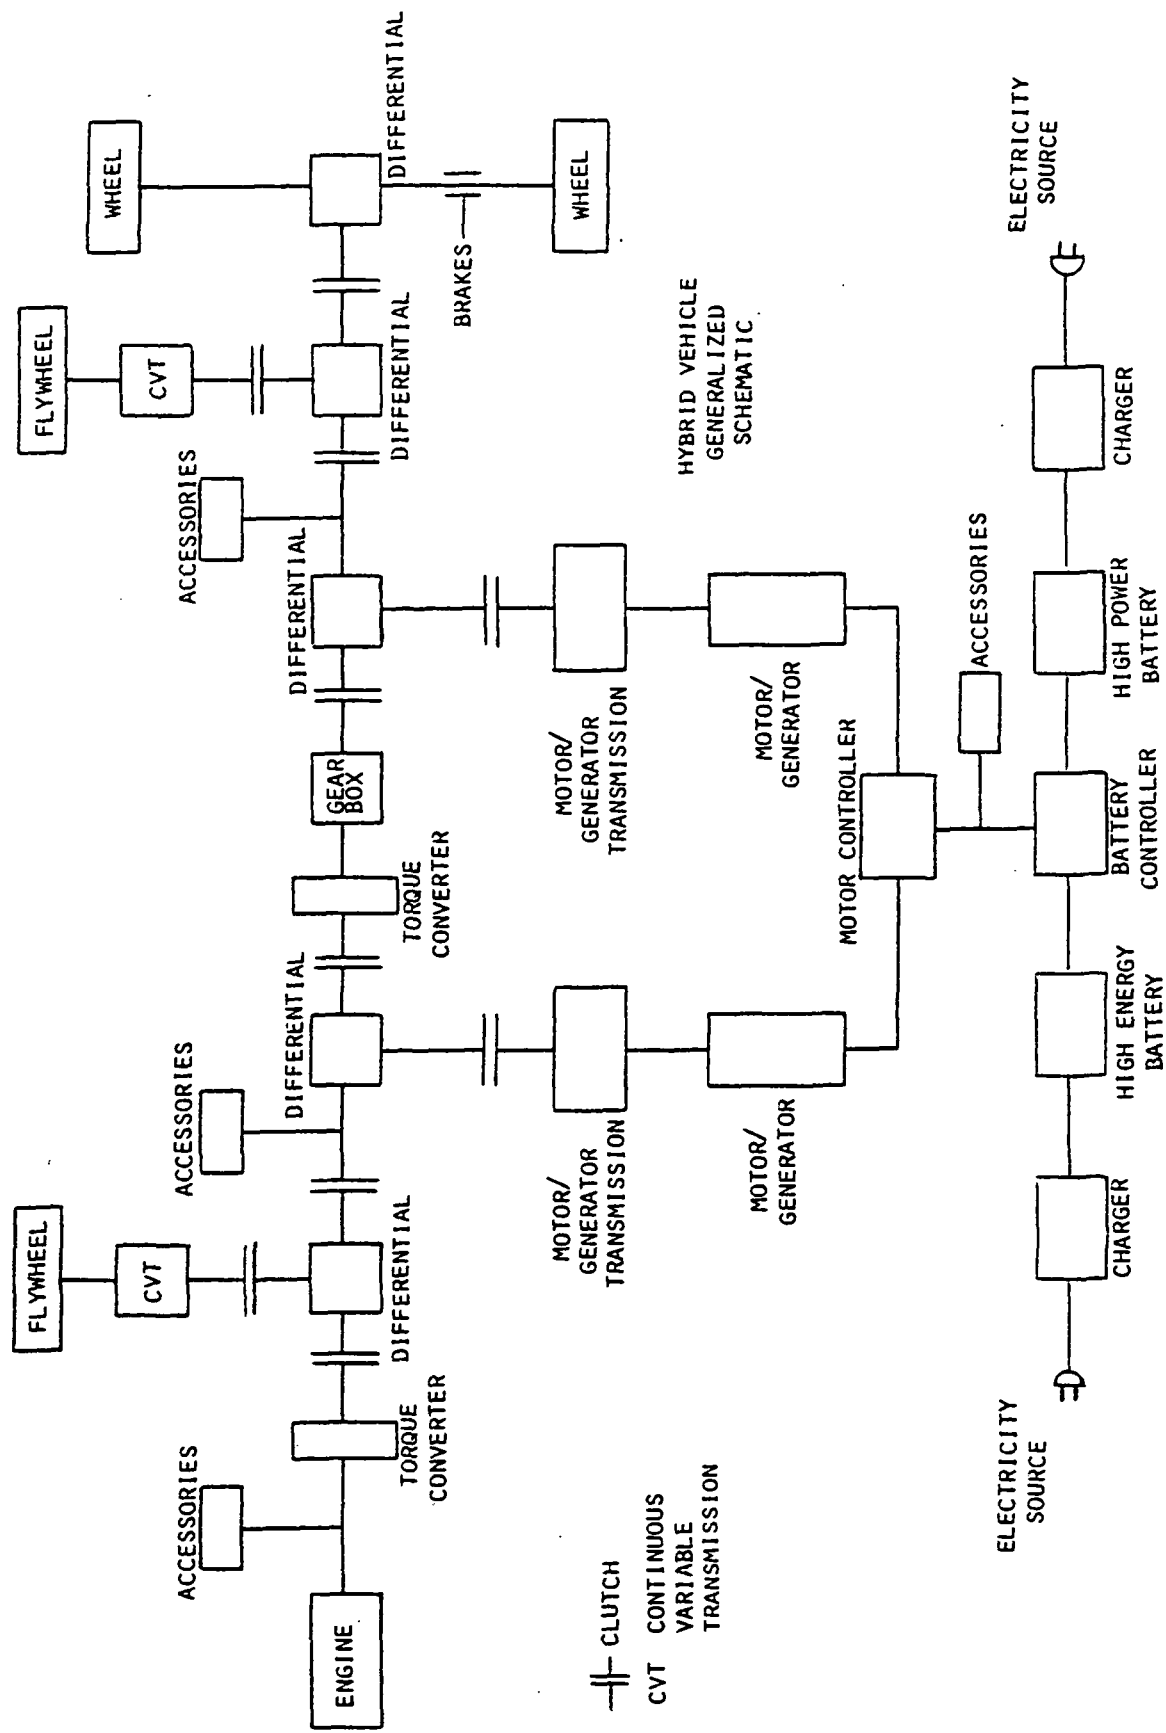 FLYWHEEL
FLYWHEEL
CVT
CVT
WHEEL
ACCESSORIES
ACCESSORIES
ACCESSORIES
ENGINE
TORQUE
CONVERTER
DIFFERENTIAL
DIFFERENTIAL
TORQUE
CONVERTER
GEAR
BOX
DIFFERENTIAL
DIFFERENTIAL
DIFFERENTIAL
BRAKES
WHEEL
CLUTCH
CVT CONTINUOUS
VARIABLE
TRANSMISSION
MOTOR/
GENERATOR
TRANSMISSION
MOTOR/
GENERATOR
TRANSMISSION
HYBRID VEHICLE
GENERALIZED
SCHEMATIC
MOTOR/
GENERATOR
MOTOR/
GENERATOR
MOTOR CONTROLLER
ACCESSORIES
ELECTRICITY
SOURCE
ELECTRICITY
SOURCE
CHARGER
HIGH ENERGY
BATTERY
BATTERY
CONTROLLER
HIGH POWER
BATTERY
CHARGER